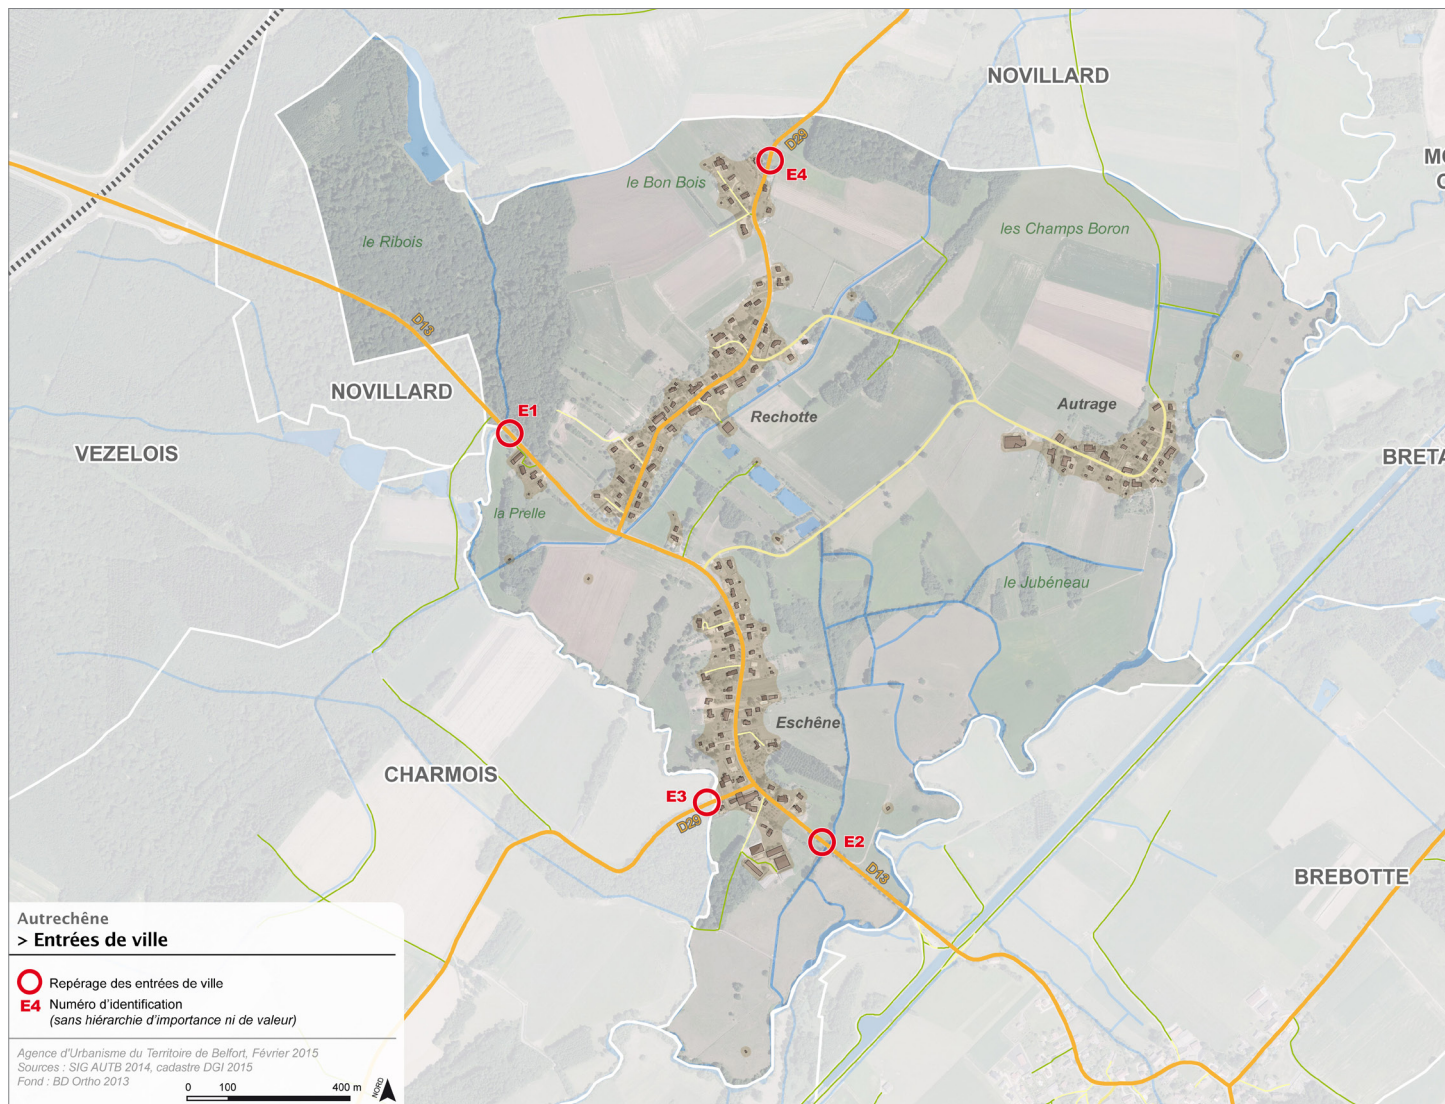 NOVILLARD
D29
E4
le Bon Bois
le Ribois
les Champs Boron
D13
NOVILLARD
E1
Autrage
Rechotte
VEZELOIS
BRETA
la Prelle
le Jubéneau
Eschêne
CHARMOIS
E3
D29
E2
D13
BREBOTTE
Autrechêne
> Entrées de ville
Repérage des entrées de ville
E4 Numéro d'identification
(sans hiérarchie d'importance ni de valeur)
Agence d'Urbanisme du Territoire de Belfort, Février 2015
Sources : SIG AUTB 2014, cadastre DGI 2015
Fond : BD Ortho 2013
0 100 400 m
NORD